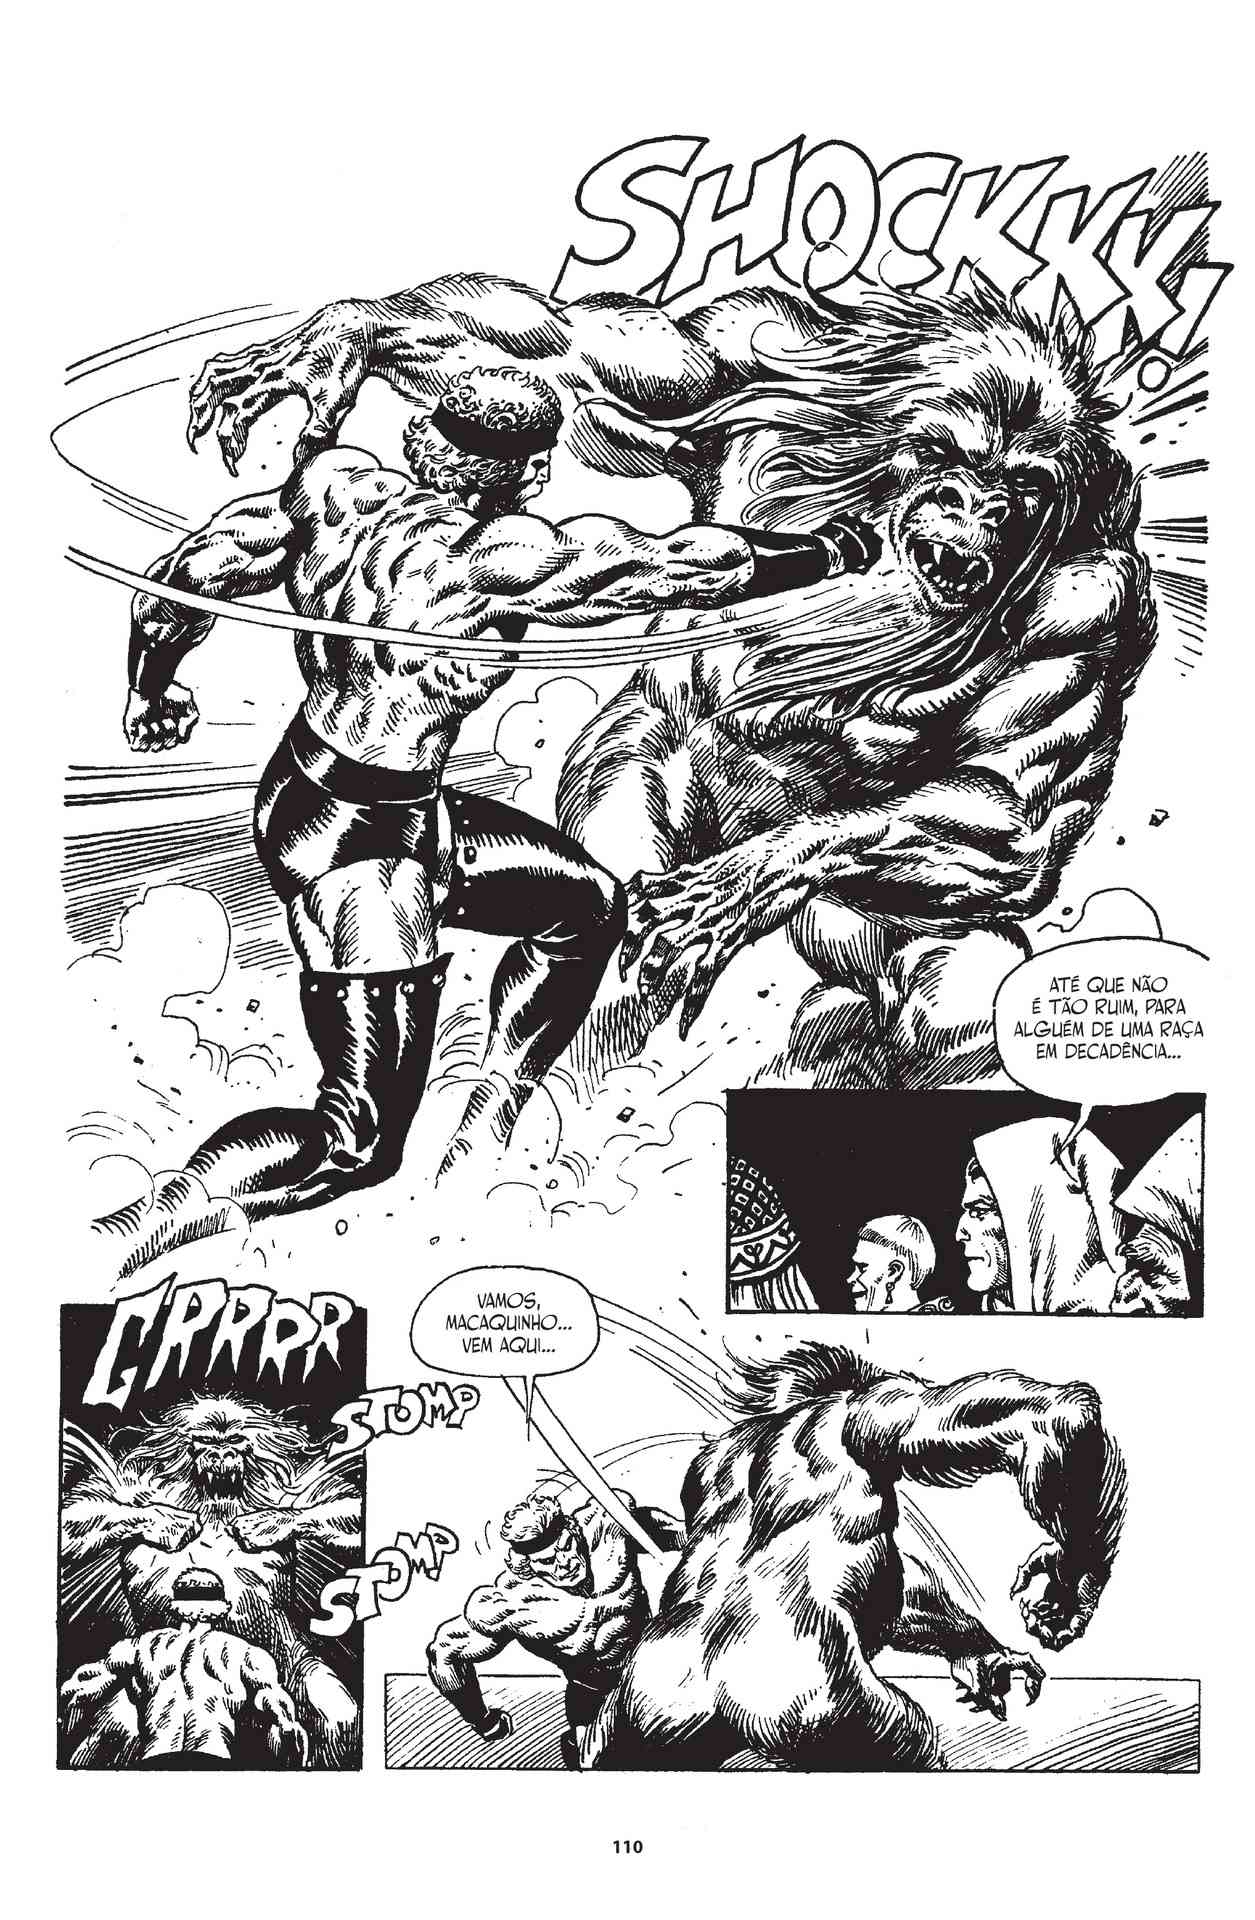 SHOCKKK!
ATÉ QUE NÃO
É TÃO RUIM, PARA
ALGUÉM DE UMA RAÇA
EM DECADÊNCIA...
GRRRR
STOMP
STOMP
VAMOS,
MACAQUINHO...
VEM AQUI...
110